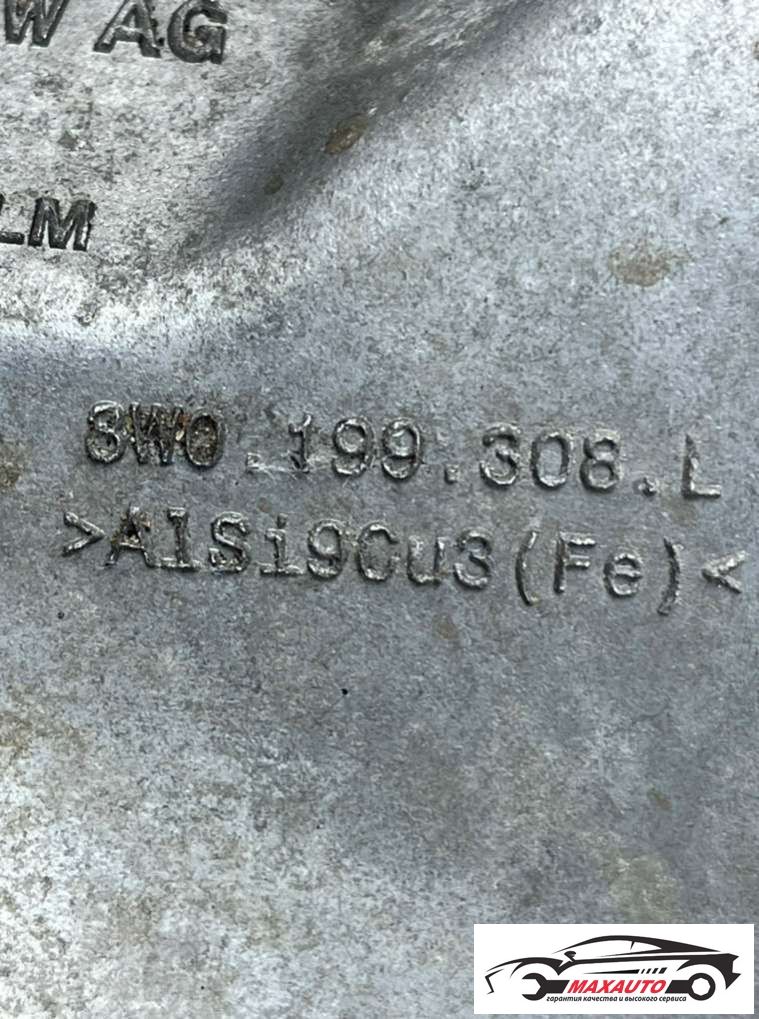 W AG
LM
8W0.199.308.L
>AlSi9Cu3(Fe)<
MAXAUTO
гарантия качества и высокого сервиса